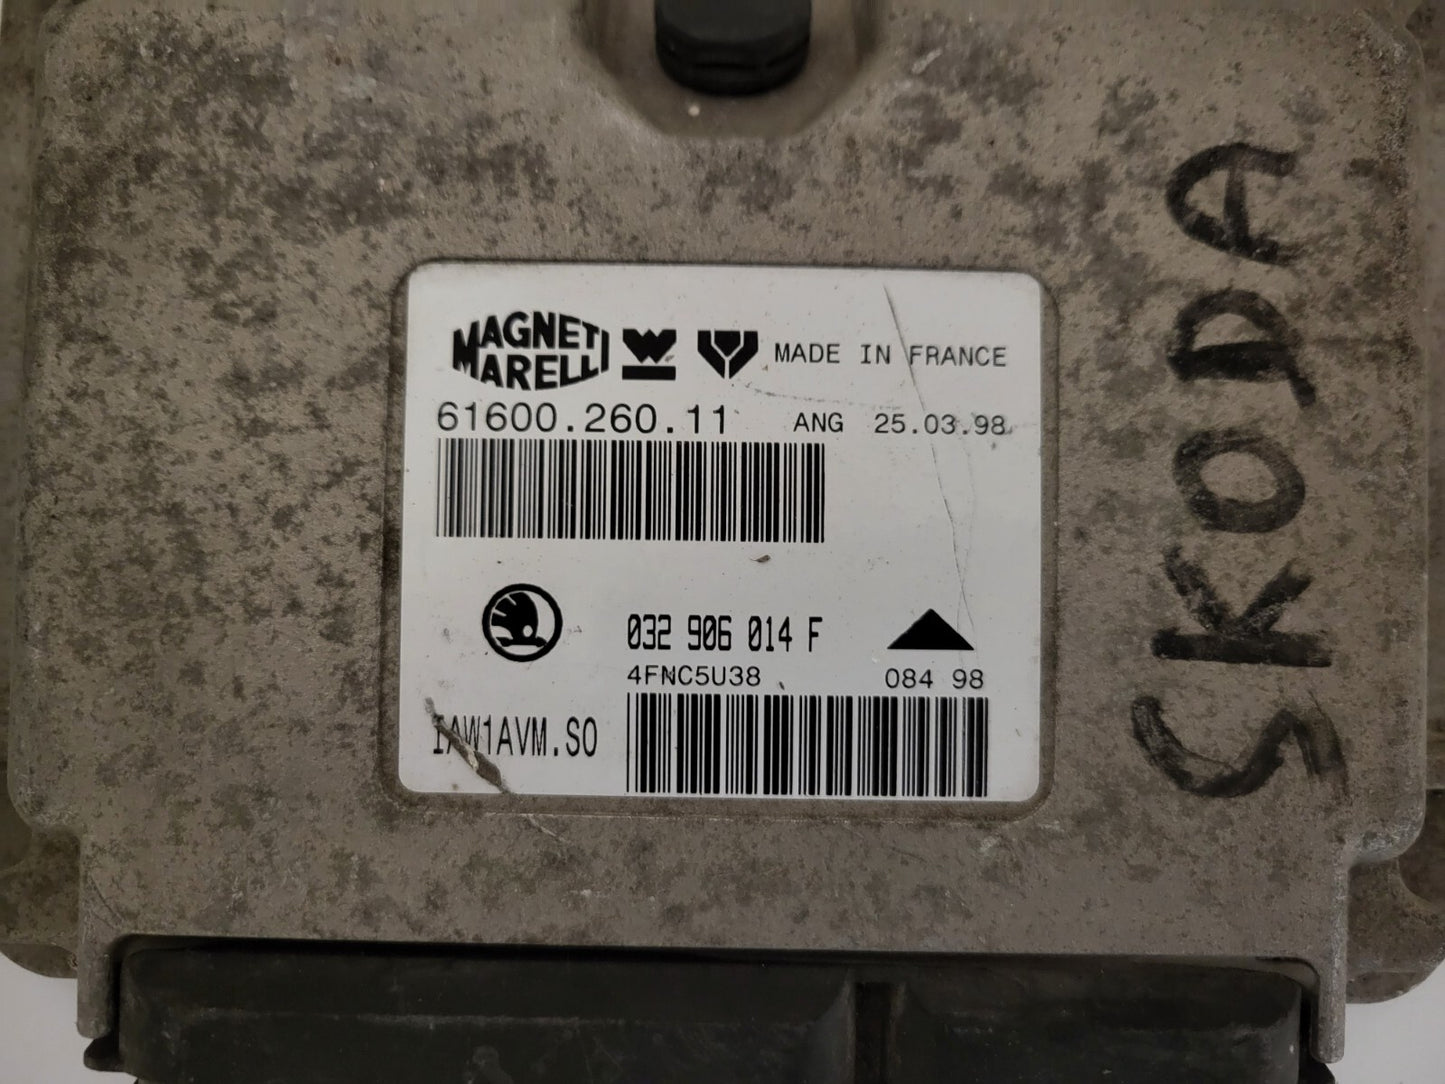 MAGNETI
MARELLI
W
MADE IN FRANCE
61600.260.11
ANG 25.03.98
032 906 014 F
4FNC5U38
084 98
IAW1AVM.SO
SKODA